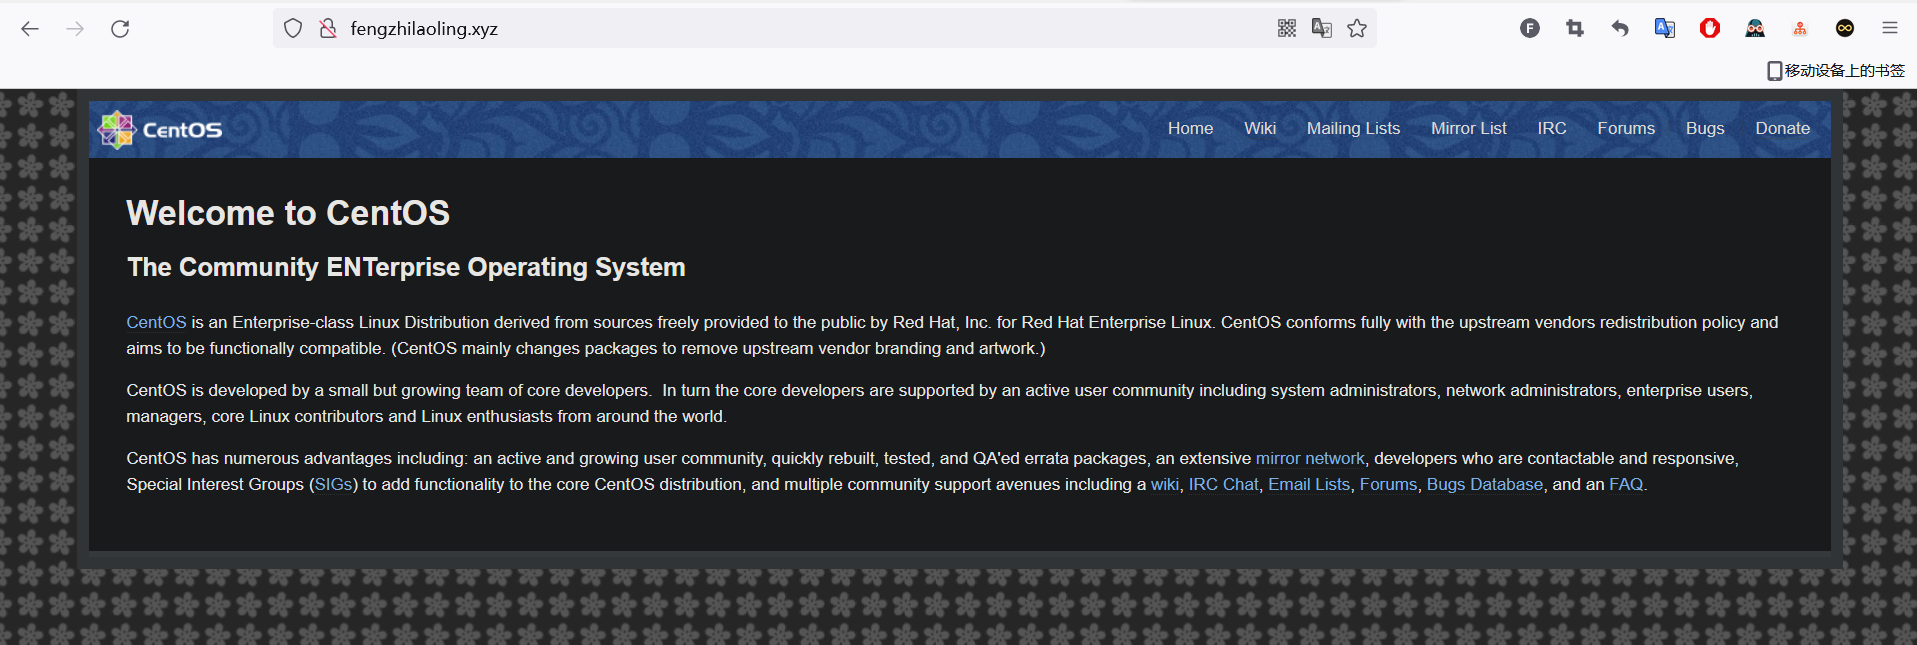 fengzhilaoling.xyz
移动设备上的书签
CentOS
Home Wiki Mailing Lists Mirror List IRC Forums Bugs Donate
Welcome to CentOS
The Community ENTerprise Operating System
CentOS is an Enterprise-class Linux Distribution derived from sources freely provided to the public by Red Hat, Inc. for Red Hat Enterprise Linux. CentOS conforms fully with the upstream vendors redistribution policy and
aims to be functionally compatible. (CentOS mainly changes packages to remove upstream vendor branding and artwork.)
CentOS is developed by a small but growing team of core developers.  In turn the core developers are supported by an active user community including system administrators, network administrators, enterprise users,
managers, core Linux contributors and Linux enthusiasts from around the world.
CentOS has numerous advantages including: an active and growing user community, quickly rebuilt, tested, and QA'ed errata packages, an extensive mirror network, developers who are contactable and responsive,
Special Interest Groups (SIGs) to add functionality to the core CentOS distribution, and multiple community support avenues including a wiki, IRC Chat, Email Lists, Forums, Bugs Database, and an FAQ.